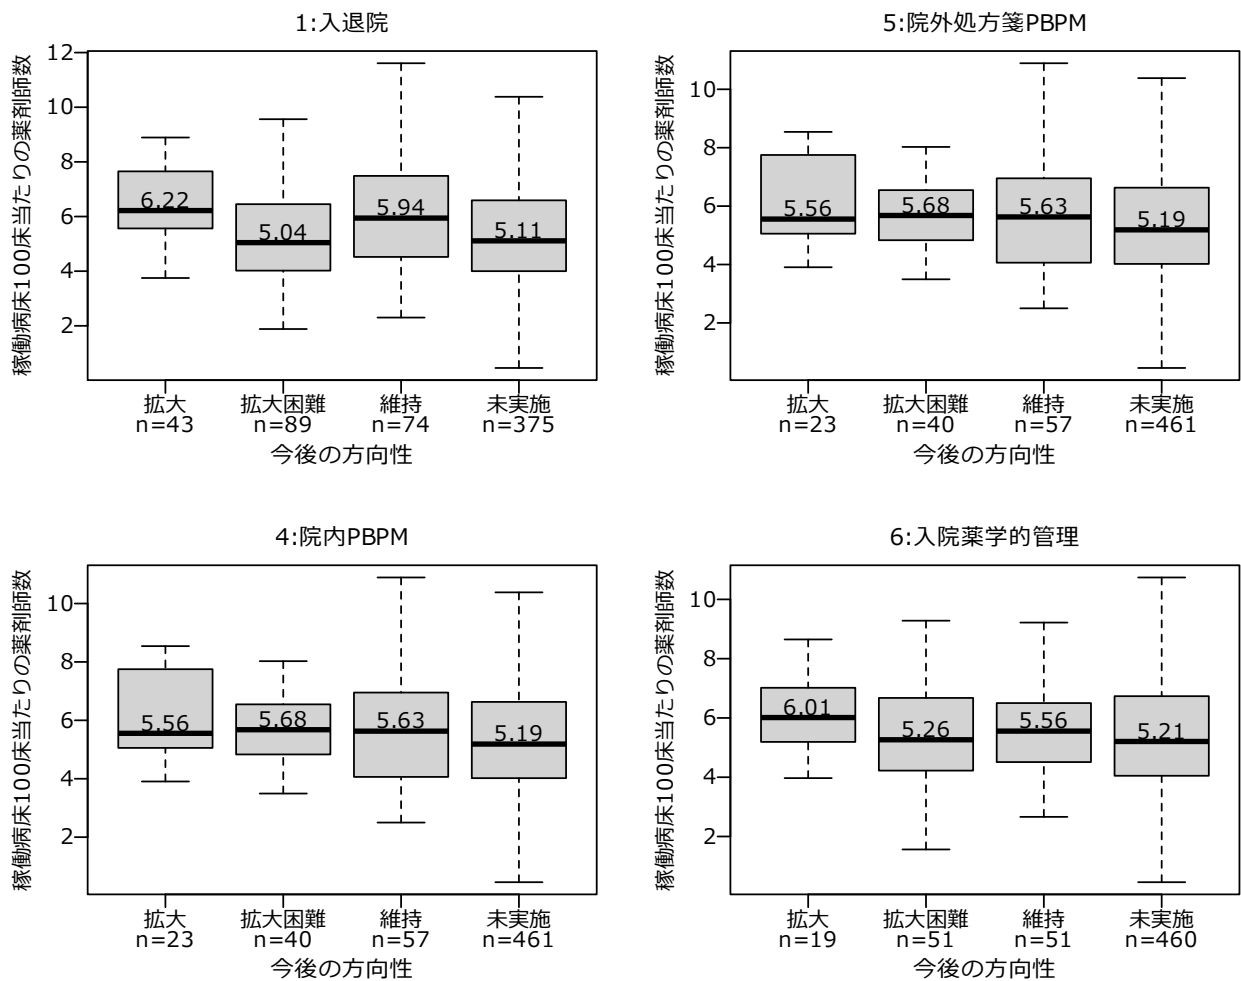 1:入退院
稼働病床100床当たりの薬剤師数
12
10
8
6
4
2
6.22
5.04
5.94
5.11
拡大 拡大困難 維持 未実施
n=43 n=89 n=74 n=375
今後の方向性
5:院外処方箋PBPM
稼働病床100床当たりの薬剤師数
10
8
6
4
2
5.56
5.68
5.63
5.19
拡大 拡大困難 維持 未実施
n=23 n=40 n=57 n=461
今後の方向性
4:院内PBPM
稼働病床100床当たりの薬剤師数
10
8
6
4
2
5.56
5.68
5.63
5.19
拡大 拡大困難 維持 未実施
n=23 n=40 n=57 n=461
今後の方向性
6:入院薬学的管理
稼働病床100床当たりの薬剤師数
10
8
6
4
2
6.01
5.26
5.56
5.21
拡大 拡大困難 維持 未実施
n=19 n=51 n=51 n=460
今後の方向性